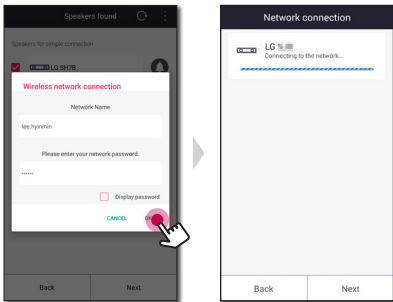 Speakers found
Speakers for simple connection
LG SH7B
Wireless network connection
Network Name
lee.hyinmin
Please enter your network password.
••••••
Display password
CANCEL
Back
Next
Network connection
LG
Connecting to the network...
Back
Next